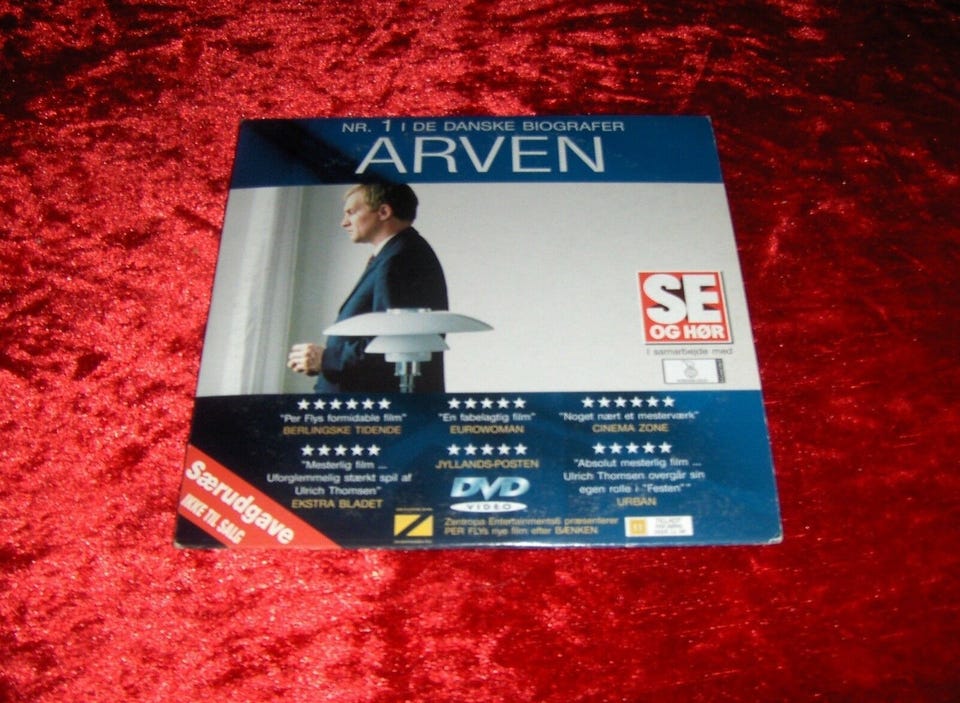 NR. 1 I DE DANSKE BIOGRAFER
ARVEN
SE
OG HØR
I samarbejde med
"Per Flys formidable film"
BERLINGSKE TIDENDE
"En fabelagtig film"
EUROWOMAN
"Noget nært et mesterværk"
CINEMA ZONE
"Mesterlig film ...
Uforglemmelig stærkt spil af
Ulrich Thomsen"
EKSTRA BLADET
JYLLANDS-POSTEN
"Absolut mesterlig film ...
Ulrich Thomsen overgår sin
egen rolle i "Festen""
URBAN
DVD
VIDEO
Særudgave
IKKE TIL SALG
Z
Zentropa Entertainments6 præsenterer
PER FLYs nye film efter BÆNKEN
11